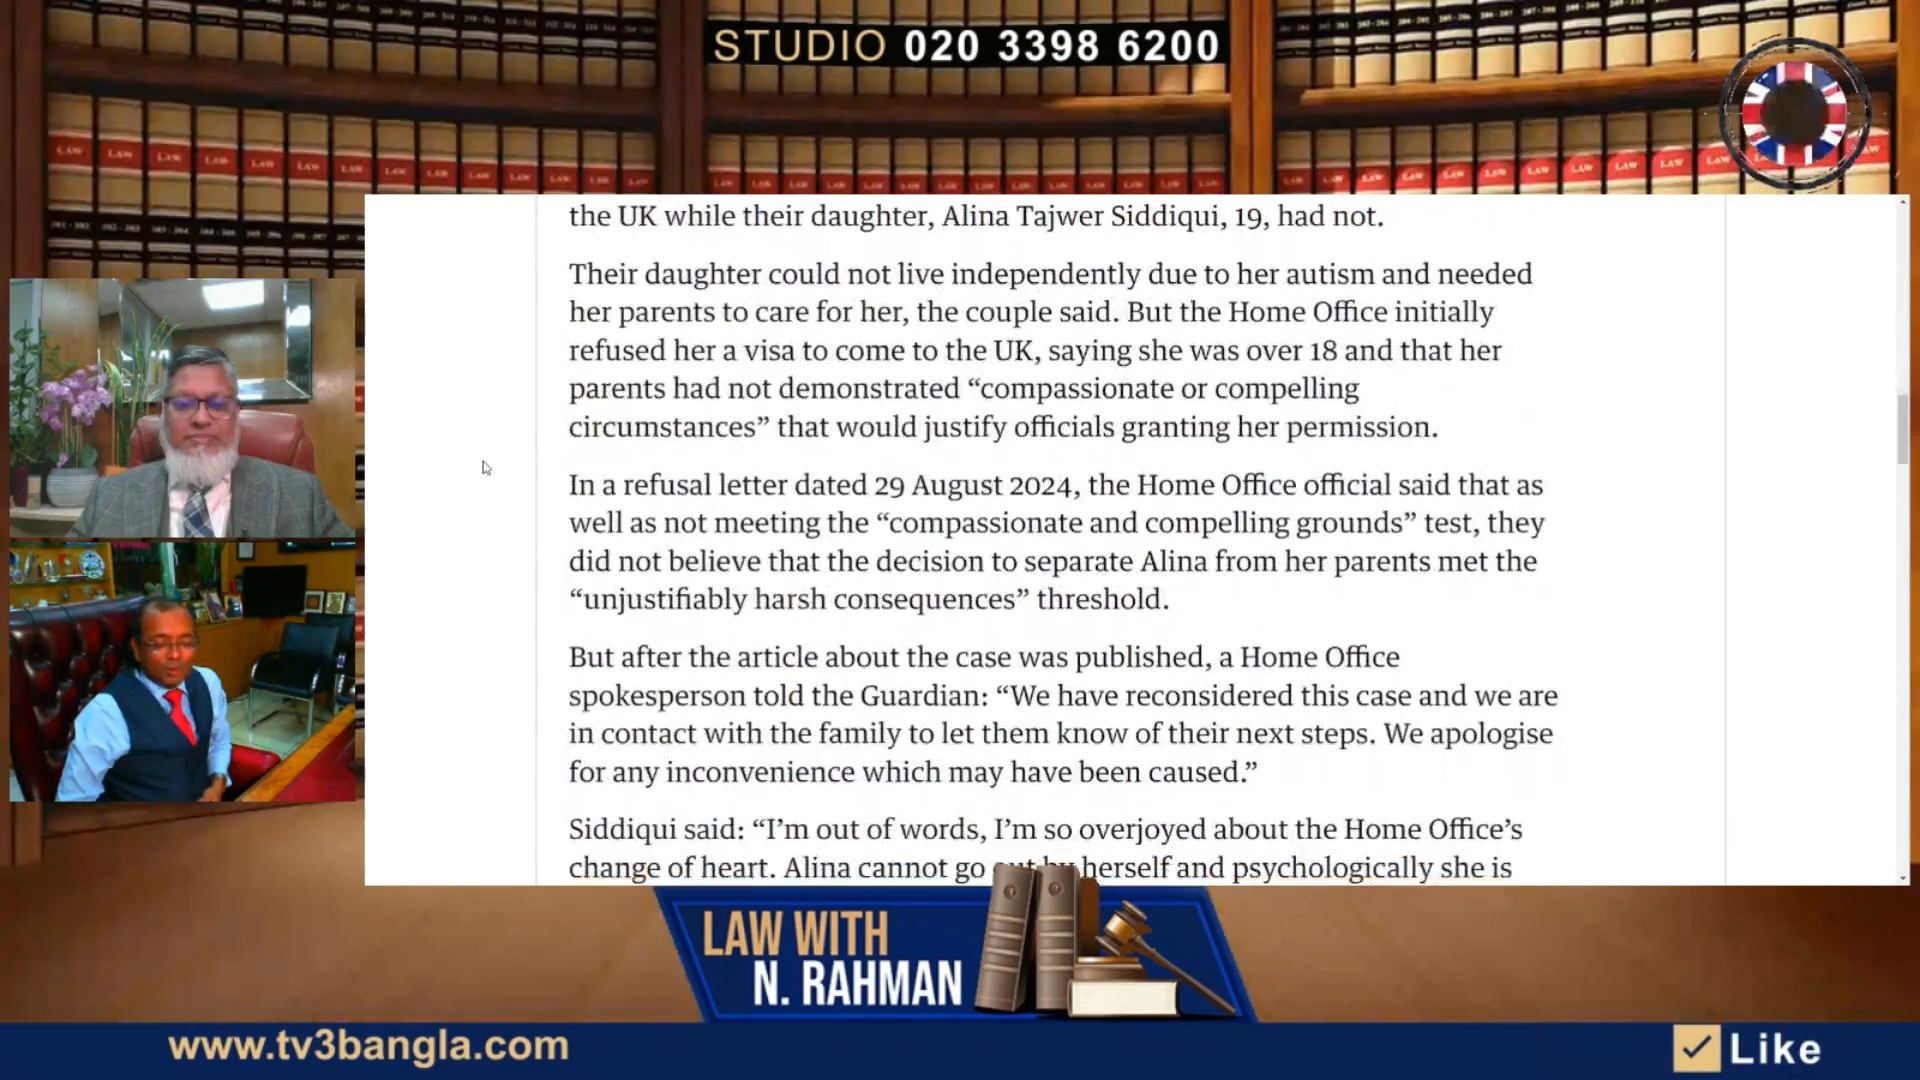 STUDIO 020 3398 6200
LAW LAW LAW LAW LAW LAW LAW
the UK while their daughter, Alina Tajwer Siddiqui, 19, had not.
Their daughter could not live independently due to her autism and needed
her parents to care for her, the couple said. But the Home Office initially
refused her a visa to come to the UK, saying she was over 18 and that her
parents had not demonstrated “compassionate or compelling
circumstances” that would justify officials granting her permission.
In a refusal letter dated 29 August 2024, the Home Office official said that as
well as not meeting the “compassionate and compelling grounds” test, they
did not believe that the decision to separate Alina from her parents met the
“unjustifiably harsh consequences” threshold.
But after the article about the case was published, a Home Office
spokesperson told the Guardian: “We have reconsidered this case and we are
in contact with the family to let them know of their next steps. We apologise
for any inconvenience which may have been caused.”
Siddiqui said: “I’m out of words, I’m so overjoyed about the Home Office’s
change of heart. Alina cannot go out by herself and psychologically she is
LAW WITH
N. RAHMAN
www.tv3bangla.com
Like